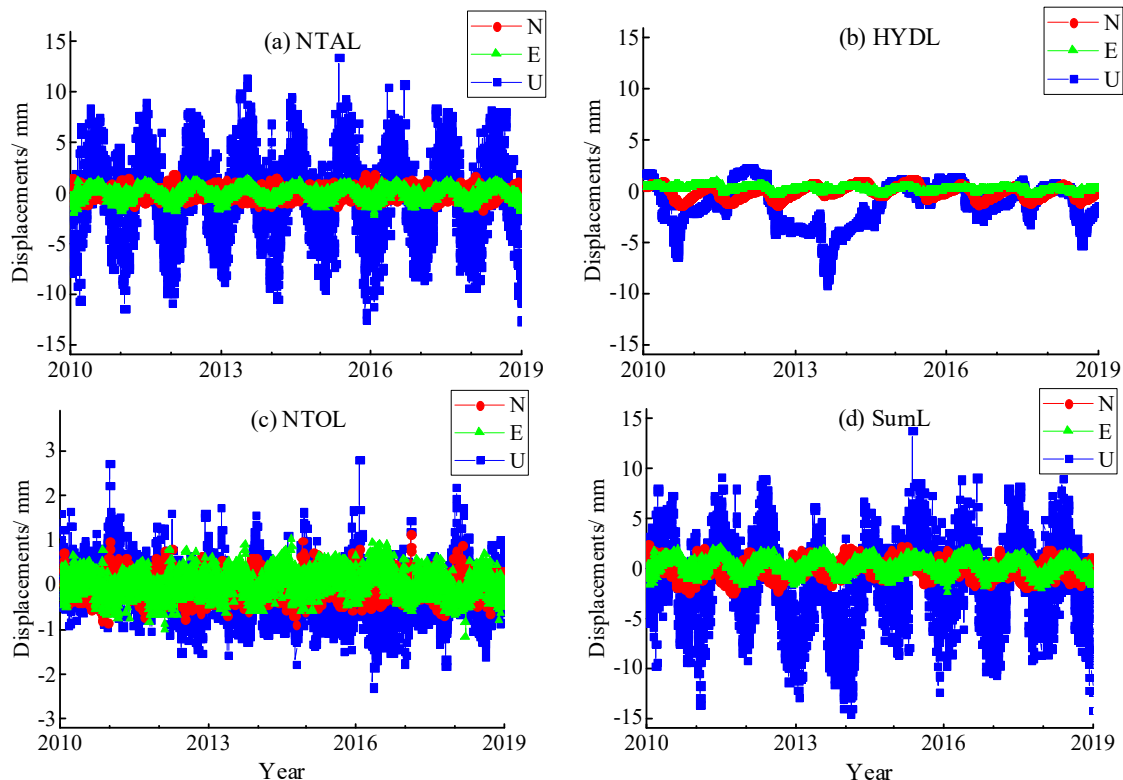 (a) NTAL
N
E
U
Displacements/ mm
15
10
5
0
-5
-10
-15
2010
2013
2016
2019
(b) HYDL
N
E
U
Displacements/ mm
15
10
5
0
-5
-10
-15
2010
2013
2016
2019
(c) NTOL
N
E
U
Displacements/ mm
3
2
1
0
-1
-2
-3
2010
2013
2016
2019
Year
(d) SumL
N
E
U
Displacements/ mm
15
10
5
0
-5
-10
-15
2010
2013
2016
2019
Year